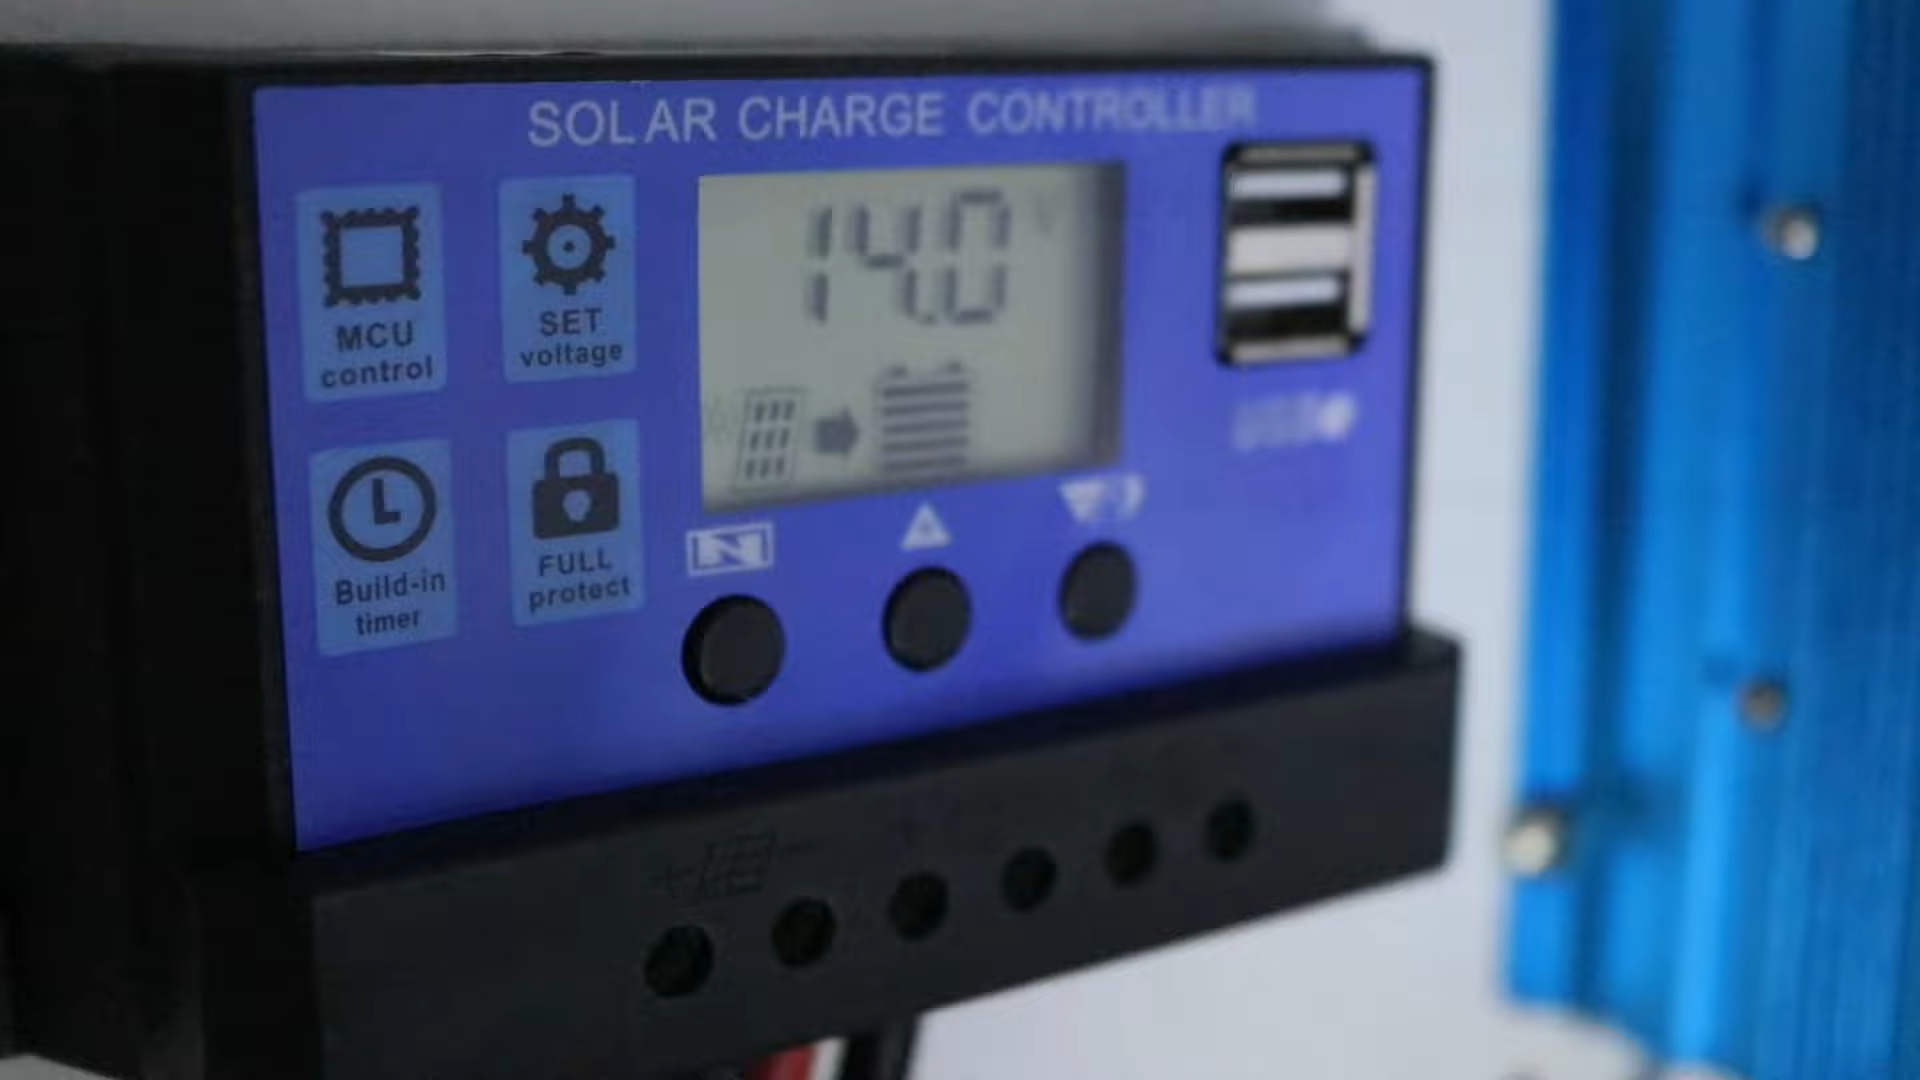 SOLAR CHARGE CONTROLLER
MCU
control
SET
voltage
14.0
V
Build-in
timer
FULL
protect
+
-